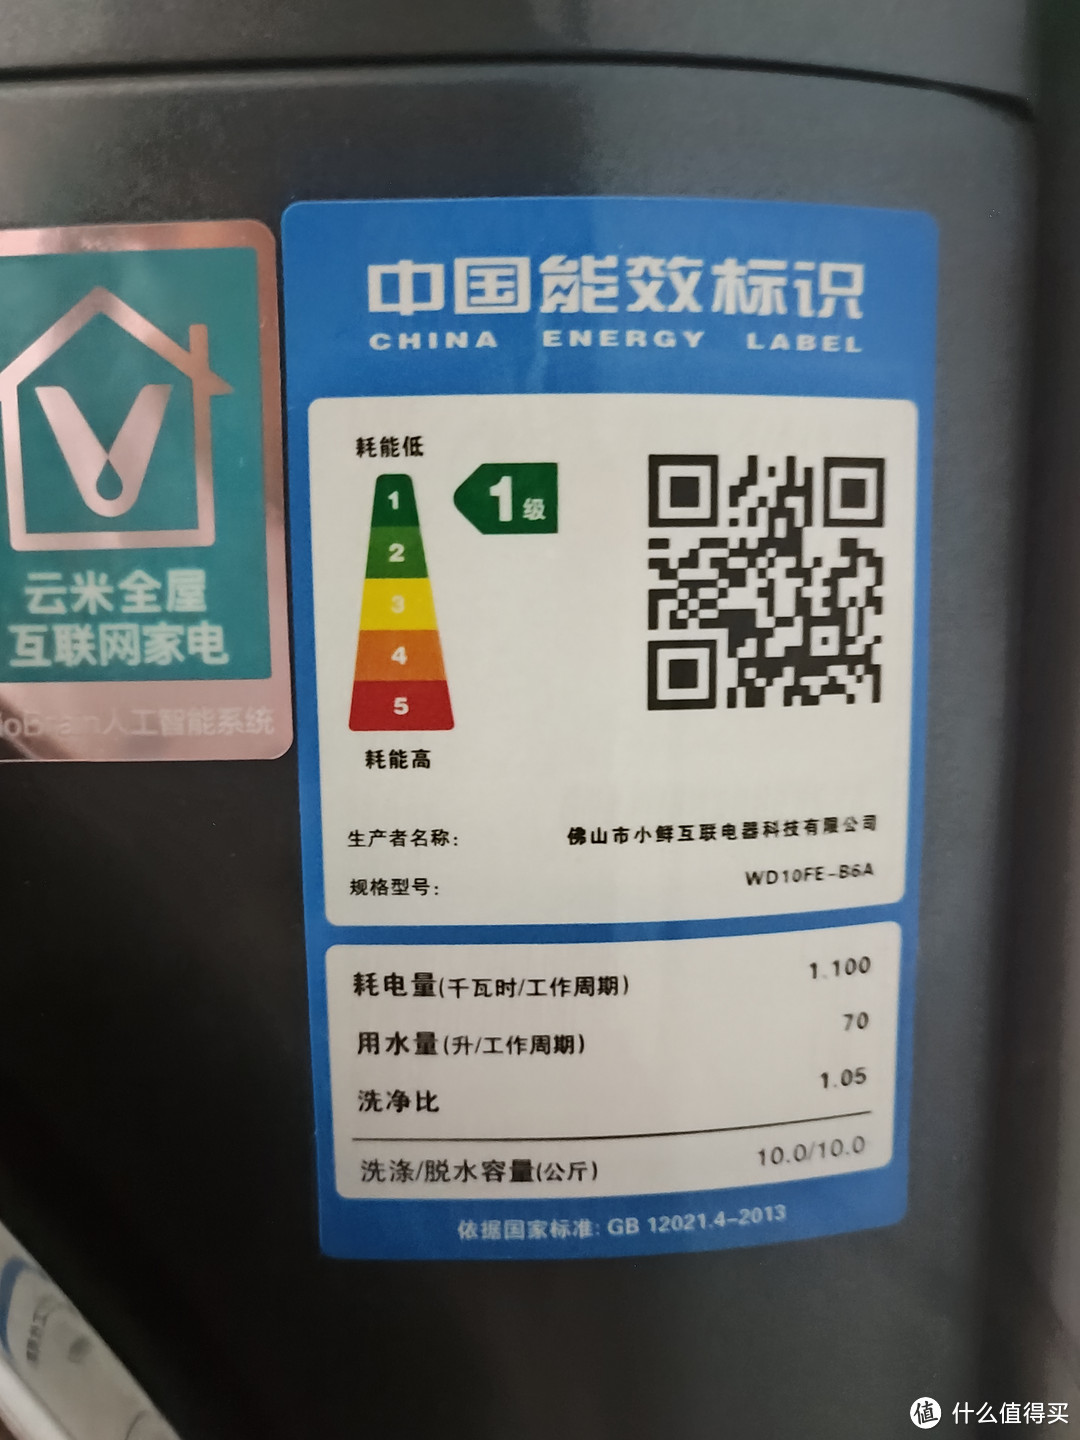 中国能效标识
CHINA ENERGY LABEL
耗能低
1
2
3
4
5
1级
耗能高
生产者名称： 佛山市小鲜互联电器科技有限公司
规格型号： WD10FE-B6A
耗电量(千瓦时/工作周期) 1.100
用水量(升/工作周期) 70
洗净比 1.05
洗涤/脱水容量(公斤) 10.0/10.0
依据国家标准: GB 12021.4-2013
云米全屋
互联网家电
人工智能系统
值 什么值得买